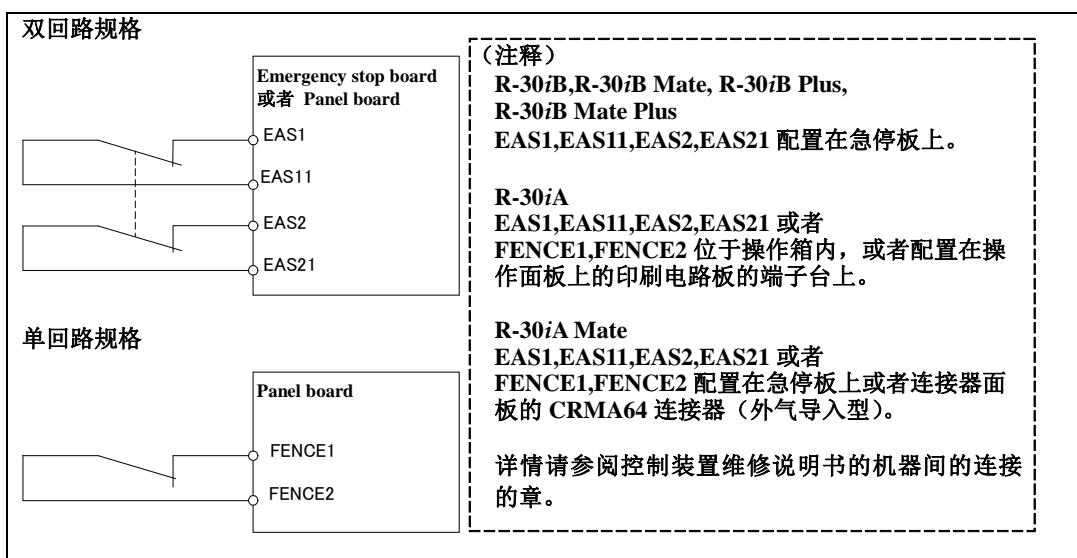 双回路规格
Emergency stop board
或者 Panel board
EAS1
EAS11
EAS2
EAS21
单回路规格
Panel board
FENCE1
FENCE2
（注释）
R-30iB,R-30iB Mate, R-30iB Plus,
R-30iB Mate Plus
EAS1,EAS11,EAS2,EAS21 配置在急停板上。
R-30iA
EAS1,EAS11,EAS2,EAS21 或者
FENCE1,FENCE2 位于操作箱内，或者配置在操
作面板上的印刷电路板的端子台上。
R-30iA Mate
EAS1,EAS11,EAS2,EAS21 或者
FENCE1,FENCE2 配置在急停板上或者连接器面
板的 CRMA64 连接器（外气导入型）。
详情请参阅控制装置维修说明书的机器间的连接
的章。